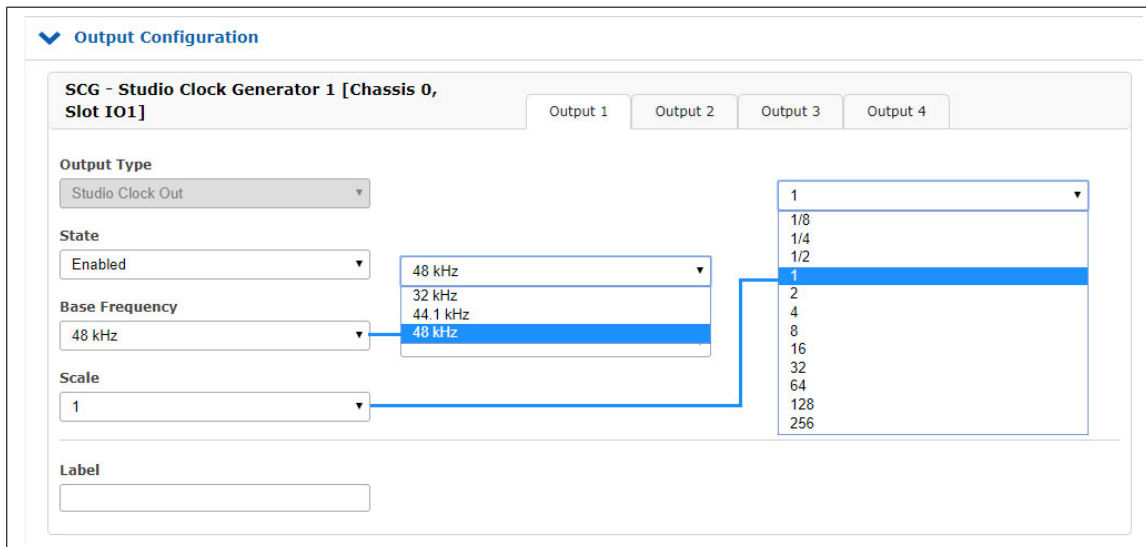 Output Configuration
SCG - Studio Clock Generator 1 [Chassis 0,
Slot IO1]
Output 1
Output 2
Output 3
Output 4
Output Type
Studio Clock Out
State
Enabled
Base Frequency
48 kHz
Scale
1
Label
48 kHz
32 kHz
44.1 kHz
48 kHz
1
1/8
1/4
1/2
1
2
4
8
16
32
64
128
256